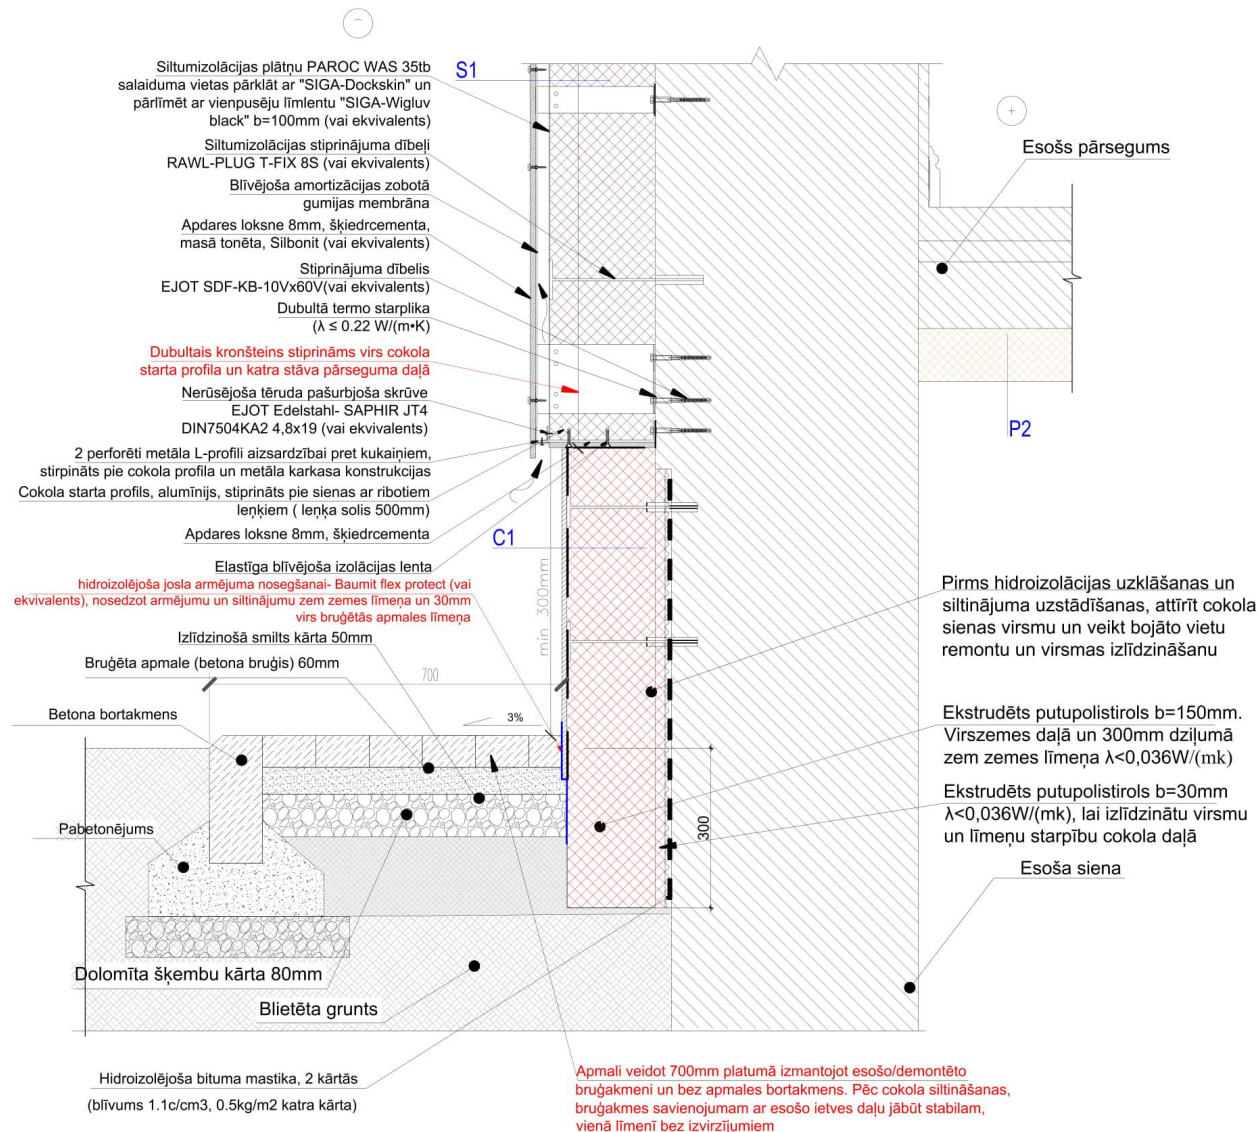 Siltumizolācijas plātņu PAROC WAS 35tb
salaiduma vietas pārklāt ar "SIGA-Dockskin" un
pārlīmēt ar vienpusēju līmlentu "SIGA-Wigluv
black" b=100mm (vai ekvivalents)
Siltumizolācijas stiprinājuma dībeļi
RAWL-PLUG T-FIX 8S (vai ekvivalents)
Blīvējoša amortizācijas zobotā
gumijas membrāna
Apdares loksne 8mm, šķiedrcementa,
masā tonēta, Silbonit (vai ekvivalents)
Stiprinājuma dībelis
EJOT SDF-KB-10Vx60V(vai ekvivalents)
Dubultā termo starplika
(λ ≤ 0.22 W/(m•K)
Dubultais kronšteins stiprināms virs cokola
starta profila un katra stāva pašurseguma daļā
Nerūsējoša tēruda pašurbjoša skrūve
EJOT Edelstahl- SAPHIR JT4
DIN7504KA2 4,8x19 (vai ekvivalents)
2 perforēti metāla L-profili aizsardzībai pret kukaiņiem,
stirpināts pie cokola profila un metāla karkasa konstrukcijas
Cokola starta profils, alumīnijs, stiprināts pie sienas ar ribotiem
leņķiem ( leņķa solis 500mm)
Apdares loksne 8mm, šķiedrcementa
Elastīga blīvējoša izolācijas lenta
hidroizolējoša josla armējuma nosegšanai- Baumit flex protect (vai
ekvivalents), nosedzot armējumu un siltinājumu zem zemes līmeņa un 30mm
virs bruģētās apmales līmeņa
Izlīdzinošā smilts kārta 50mm
Bruģēta apmale (betona bruģis) 60mm
Betona bortakmens
Pabetonējums
Dolomīta šķembu kārta 80mm
Blietēta grunts
Hidroizolējoša bituma mastika, 2 kārtās
(blīvums 1.1c/cm3, 0.5kg/m2 katra kārta)
S1
C1
P2
min 300mm
700
3%
300
Esošs pārsegums
Pirms hidroizolācijas uzklāšanas un
siltinājuma uzstādīšanas, attīrīt cokola
sienas virsmu un veikt bojāto vietu
remontu un virsmas izlīdzināšanu
Ekstrudēts putupolistirols b=150mm.
Virszemes daļā un 300mm dziļumā
zem zemes līmeņa λ<0,036W/(mk)
Ekstrudēts putupolistirols b=30mm
λ<0,036W/(mk), lai izlīdzinātu virsmu
un līmeņu starpību cokola daļā
Esoša siena
Apmali veidot 700mm platumā izmantojot esošo/demontēto
bruģakmeni un bez apmales bortakmens. Pēc cokola siltināšanas,
bruģakmes savienojumam ar esošo ietves daļu jābūt stabilam,
vienā līmenī bez izvirzījumiem